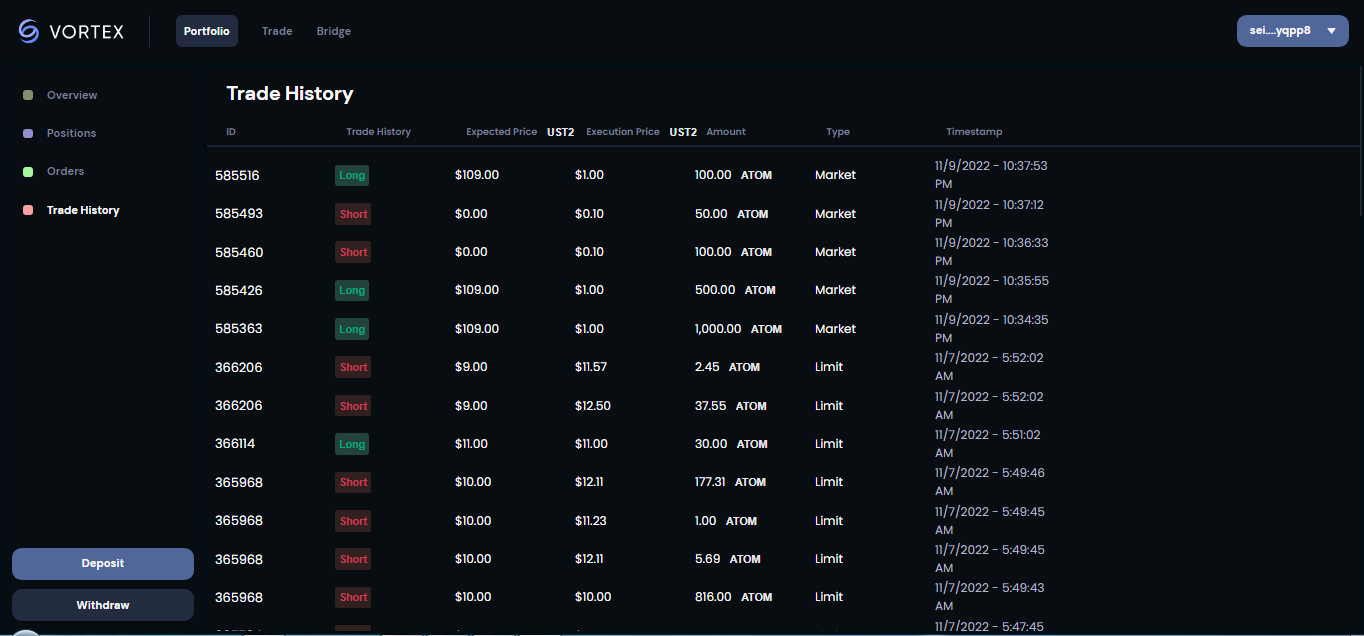 VORTEX
Portfolio Trade Bridge
sei....yqpp8
Overview
Positions
Orders
Trade History
Deposit
Withdraw
Trade History
ID Trade History Expected Price UST2 Execution Price UST2 Amount Type Timestamp
585516 Long $109.00 $1.00 100.00 ATOM Market 11/9/2022 - 10:37:53 PM
585493 Short $0.00 $0.10 50.00 ATOM Market 11/9/2022 - 10:37:12 PM
585460 Short $0.00 $0.10 100.00 ATOM Market 11/9/2022 - 10:36:33 PM
585426 Long $109.00 $1.00 500.00 ATOM Market 11/9/2022 - 10:35:55 PM
585363 Long $109.00 $1.00 1,000.00 ATOM Market 11/9/2022 - 10:34:35 PM
366206 Short $9.00 $11.57 2.45 ATOM Limit 11/7/2022 - 5:52:02 AM
366206 Short $9.00 $12.50 37.55 ATOM Limit 11/7/2022 - 5:52:02 AM
366114 Long $11.00 $11.00 30.00 ATOM Limit 11/7/2022 - 5:51:02 AM
365968 Short $10.00 $12.11 177.31 ATOM Limit 11/7/2022 - 5:49:46 AM
365968 Short $10.00 $11.23 1.00 ATOM Limit 11/7/2022 - 5:49:45 AM
365968 Short $10.00 $12.11 5.69 ATOM Limit 11/7/2022 - 5:49:45 AM
365968 Short $10.00 $10.00 816.00 ATOM Limit 11/7/2022 - 5:49:43 AM
11/7/2022 - 5:47:45